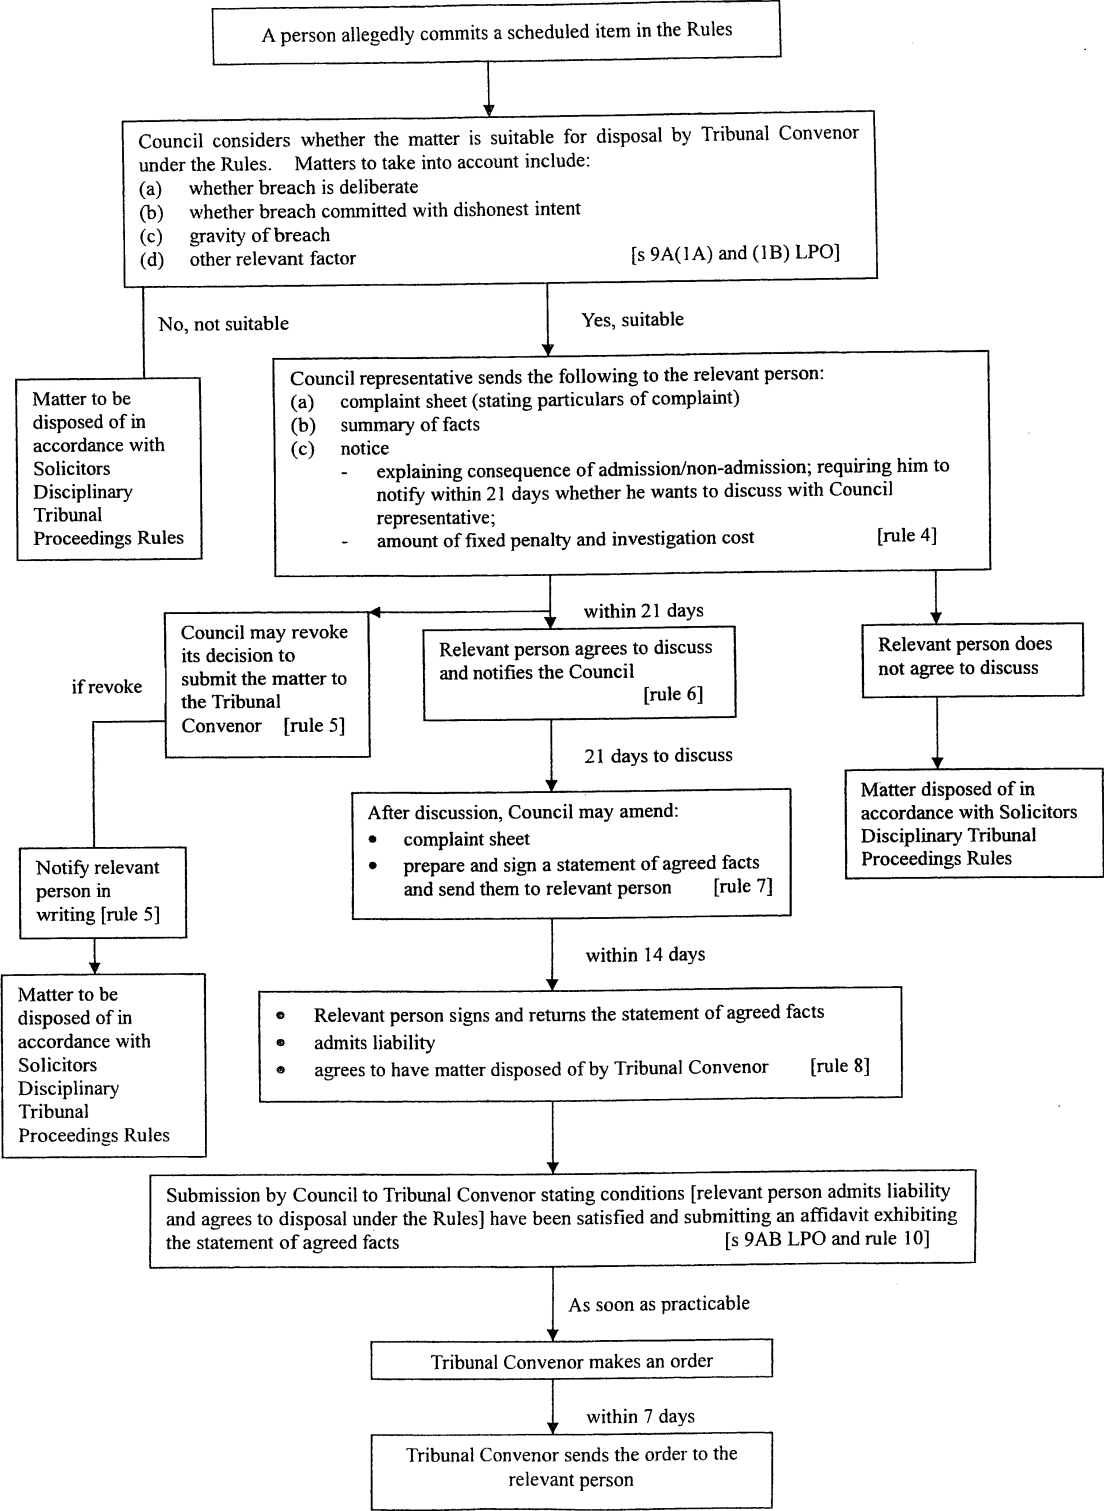 A person allegedly commits a scheduled item in the Rules
Council considers whether the matter is suitable for disposal by Tribunal Convenor
under the Rules. Matters to take into account include:
(a) whether breach is deliberate
(b) whether breach committed with dishonest intent
(c) gravity of breach
(d) other relevant factor [s 9A(1A) and (1B) LPO]
No, not suitable
Yes, suitable
Matter to be
disposed of in
accordance with
Solicitors
Disciplinary
Tribunal
Proceedings Rules
Council representative sends the following to the relevant person:
(a) complaint sheet (stating particulars of complaint)
(b) summary of facts
(c) notice
- explaining consequence of admission/non-admission; requiring him to
notify within 21 days whether he wants to discuss with Council
representative;
- amount of fixed penalty and investigation cost [rule 4]
within 21 days
Council may revoke
its decision to
submit the matter to
the Tribunal
Convenor [rule 5]
if revoke
Relevant person agrees to discuss
and notifies the Council
[rule 6]
Relevant person does
not agree to discuss
21 days to discuss
Matter disposed of in
accordance with Solicitors
Disciplinary Tribunal
Proceedings Rules
After discussion, Council may amend:
• complaint sheet
• prepare and sign a statement of agreed facts
and send them to relevant person [rule 7]
Notify relevant
person in
writing [rule 5]
within 14 days
Matter to be
disposed of in
accordance with
Solicitors
Disciplinary
Tribunal
Proceedings Rules
• Relevant person signs and returns the statement of agreed facts
• admits liability
• agrees to have matter disposed of by Tribunal Convenor [rule 8]
Submission by Council to Tribunal Convenor stating conditions [relevant person admits liability
and agrees to disposal under the Rules] have been satisfied and submitting an affidavit exhibiting
the statement of agreed facts [s 9AB LPO and rule 10]
As soon as practicable
Tribunal Convenor makes an order
within 7 days
Tribunal Convenor sends the order to the
relevant person